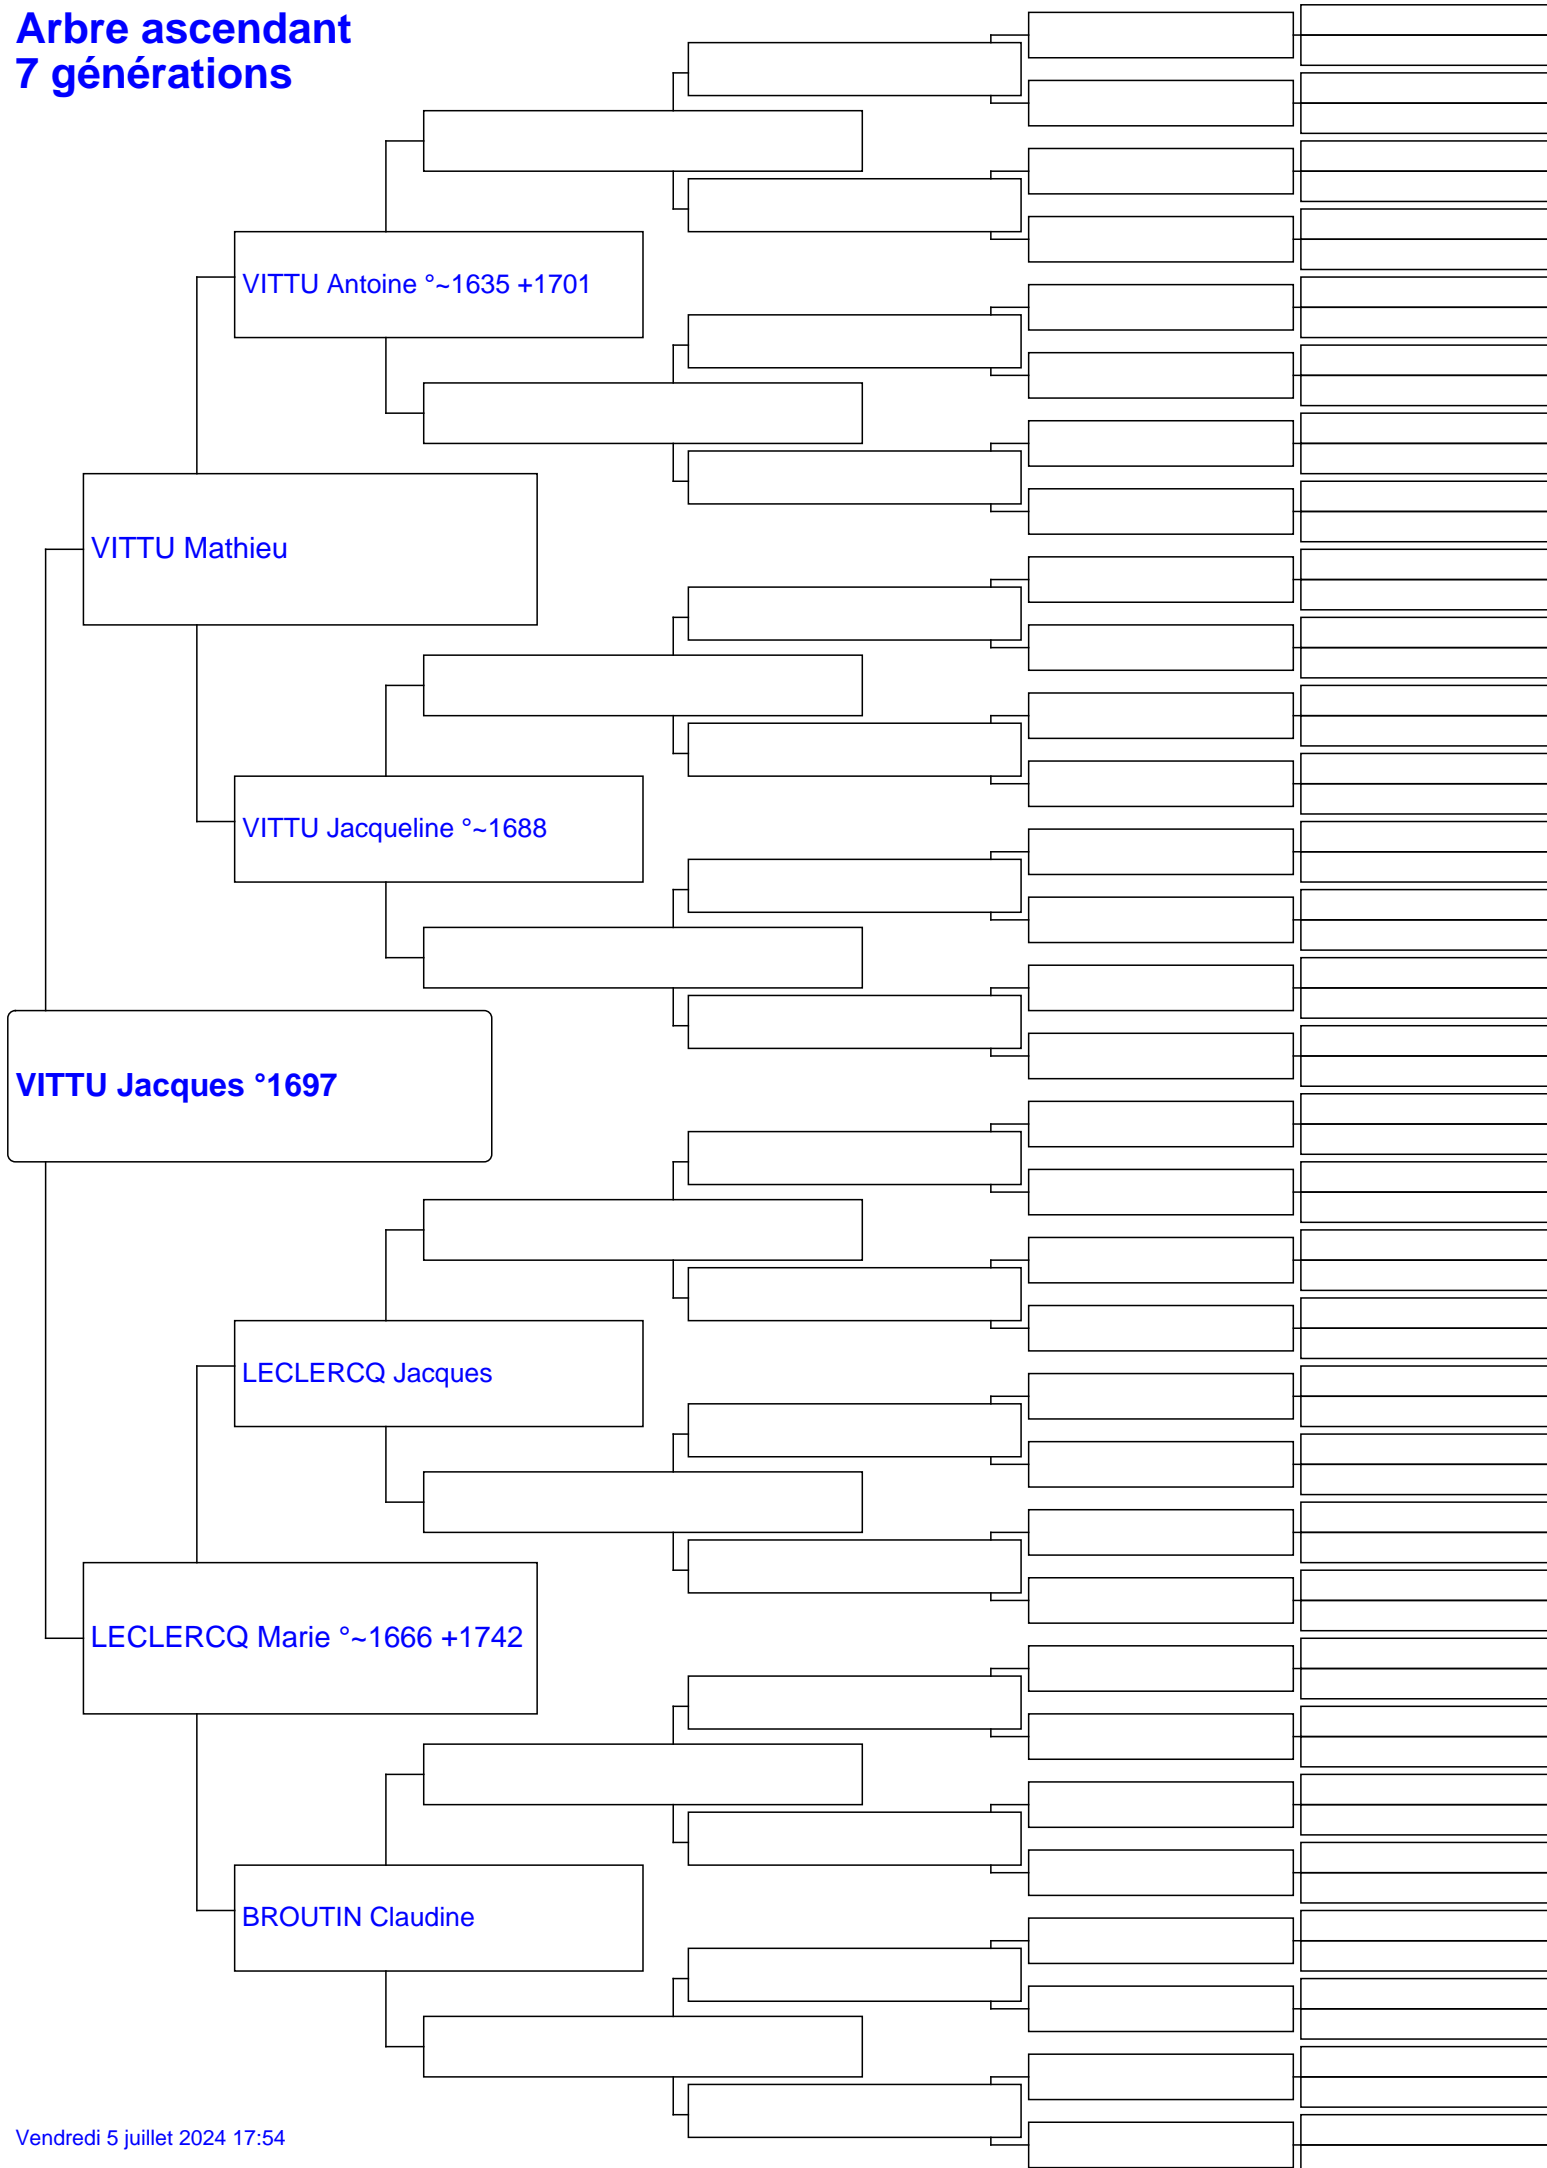 Arbre ascendant
7 générations
VITTU Antoine °~1635 +1701
VITTU Mathieu
VITTU Jacqueline °~1688
VITTU Jacques °1697
LECLERCQ Jacques
LECLERCQ Marie °~1666 +1742
BROUTIN Claudine
Vendredi 5 juillet 2024 17:54